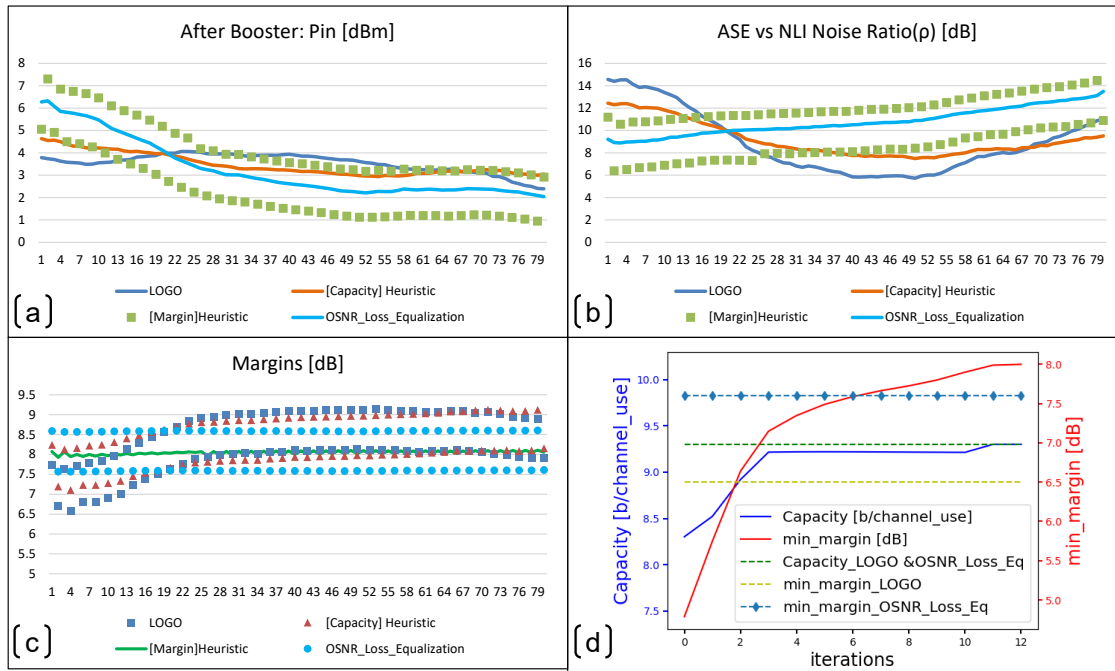 After Booster: Pin [dBm]
8
7
6
5
4
3
2
1
0
1 4 7 10 13 16 19 22 25 28 31 34 37 40 43 46 49 52 55 58 61 64 67 70 73 76 79
LOGO
[Capacity] Heuristic
[Margin]Heuristic
OSNR_Loss_Equalization
[a]
ASE vs NLI Noise Ratio(ρ) [dB]
16
14
12
10
8
6
4
2
0
1 4 7 10 13 16 19 22 25 28 31 34 37 40 43 46 49 52 55 58 61 64 67 70 73 76 79
LOGO
[Capacity] Heuristic
[Margin]Heuristic
OSNR_Loss_Equalization
[b]
Margins [dB]
9.5
9
8.5
8
7.5
7
6.5
6
5.5
5
1 4 7 10 13 16 19 22 25 28 31 34 37 40 43 46 49 52 55 58 61 64 67 70 73 76 79
LOGO
[Capacity] Heuristic
[Margin]Heuristic
OSNR_Loss_Equalization
[c]
Capacity [b/channel_use]
10.0
9.5
9.0
8.5
8.0
7.5
8.0
7.5
7.0
6.5
6.0
5.5
5.0
min_margin [dB]
Capacity [b/channel_use]
min_margin [dB]
Capacity_LOGO &OSNR_Loss_Eq
min_margin_LOGO
min_margin_OSNR_Loss_Eq
0 2 4 6 8 10 12
iterations
[d]